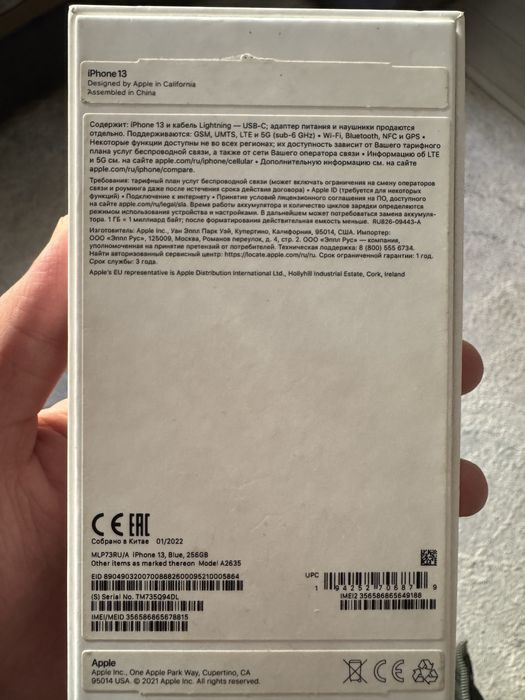 iPhone 13
Designed by Apple in California
Assembled in China
Содержит: iPhone 13 и кабель Lightning — USB-C; адаптер питания и наушники продаются
отдельно. Поддерживаются: GSM, UMTS, LTE и 5G (sub-6 GHz) • Wi-Fi, Bluetooth, NFC и GPS •
Некоторые функции доступны не во всех регионах; их доступность зависит от Вашего тарифного
плана услуг беспроводной связи, а также от сети Вашего оператора связи • Информацию об LTE
и 5G см. на сайте apple.com/ru/iphone/cellular • Дополнительную информацию см. на сайте
apple.com/ru/iphone/compare.
Требования: тарифный план услуг беспроводной связи (может включать ограничения на смену операторов
связи и роуминга даже после истечения срока действия договора) • Apple ID (требуется для некоторых
функций) • Подключение к интернету • Принятие условий лицензионного соглашения на ПО, доступного
на сайте apple.com/ru/legal/sla. Время работы аккумулятора и количество циклов зарядки определяются
режимом использования устройства и настройками. В дальнейшем может потребоваться замена аккумуля-
тора. 1 ГБ = 1 миллиард байт; после форматирования действительная емкость меньше. RU826-09443-A
Изготовитель: Apple Inc., Уан Эппл Парк Уэй, Купертино, Калифорния, 95014, США. Импортер:
ООО «Эппл Рус», 125009, Москва, Романов переулок, д. 4, стр. 2. ООО «Эппл Рус» — компания,
уполномоченная на принятие претензий от потребителей. Техническая поддержка: 8 (800) 555 6734.
Найти авторизованный сервисный центр: https://locate.apple.com/ru/ru. Срок ограниченной гарантии: 1 год.
Срок службы: 3 года.
Apple's EU representative is Apple Distribution International Ltd., Hollyhill Industrial Estate, Cork, Ireland
CE EAC
Собрано в Китае 01/2022
MLP73RU/A iPhone 13, Blue, 256GB
Other items as marked thereon Model A2635
EID 89049032007008882600095210005864
UPC
1 94252 70687 9
(S) Serial No. TM735Q94DL
IMEI2 356586865649188
IMEI/MEID 356586865678815
Apple
Apple Inc., One Apple Park Way, Cupertino, CA
95014 USA. © 2021 Apple Inc. All rights reserved.
CE